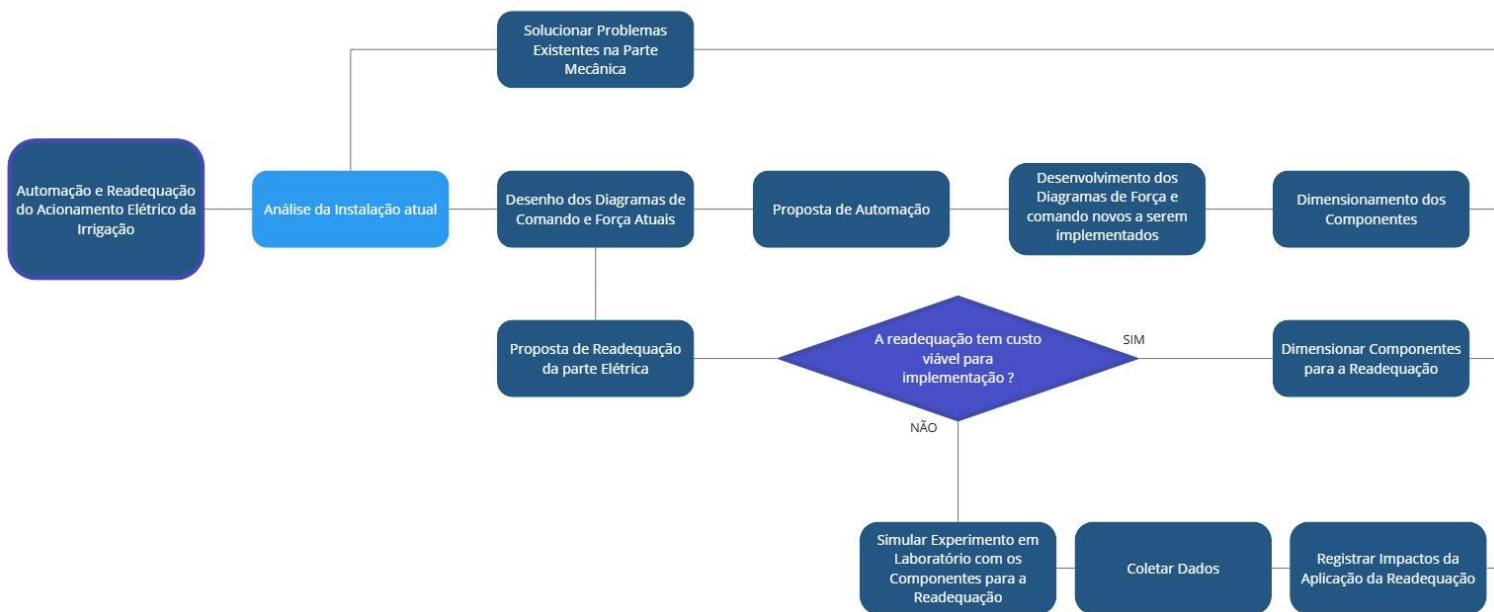 Solucionar Problemas
Existentes na Parte
Mecânica
Automação e Readequação
do Acionamento Elétrico da
Irrigação
Análise da Instalação atual
Desenho dos Diagramas de
Comando e Força Atuais
Proposta de Automação
Desenvolvimento dos
Diagramas de Força e
comando novos a serem
implementados
Dimensionamento dos
Componentes
Proposta de Readequação
da parte Elétrica
A readequação tem custo
viável para
implementação ?
SIM
Dimensionar Componentes
para a Readequação
NÃO
Simular Experimento em
Laboratório com os
Componentes para a
Readequação
Coletar Dados
Registrar Impactos da
Aplicação da Readequação